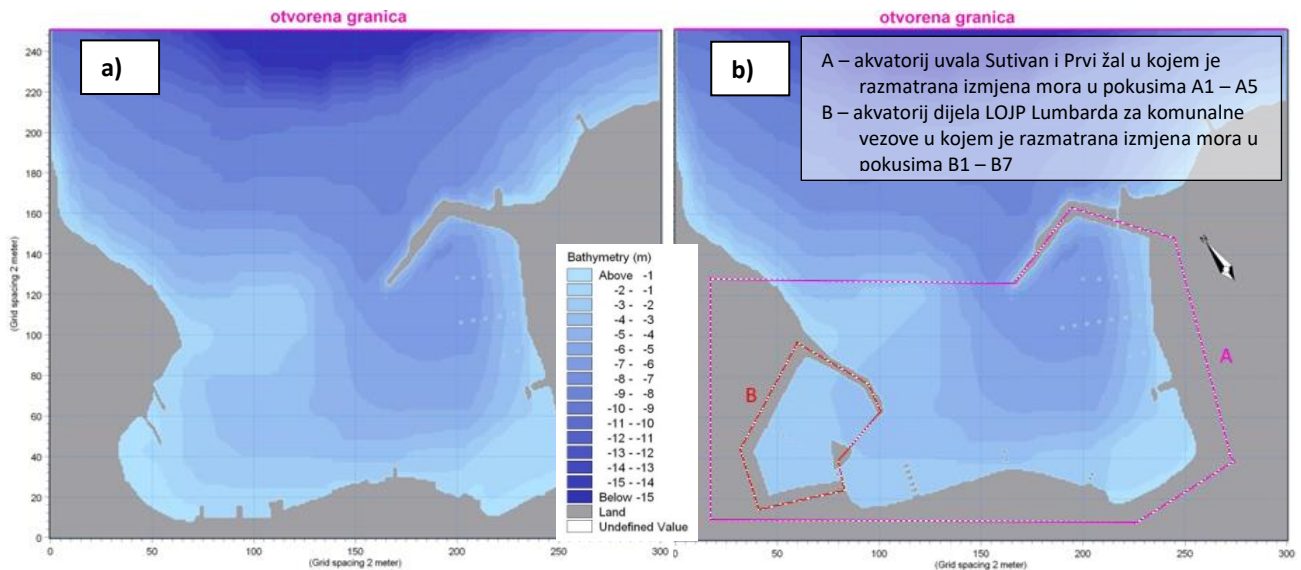 otvorena granica
a)
240
220
200
180
160
140
120
100
80
60
40
20
0
(Grid spacing 2 meter)
0 50 100 150 200 250 300
(Grid spacing 2 meter)
Bathymetry (m)
Above -1
-2 - -1
-3 - -2
-4 - -3
-5 - -4
-6 - -5
-7 - -6
-8 - -7
-9 - -8
-10 - -9
-11 - -10
-12 - -11
-13 - -12
-14 - -13
-15 - -14
Below -15
Land
Undefined Value
otvorena granica
b)
A – akvatorij uvala Sutivan i Prvi žal u kojem je
razmatrana izmjena mora u pokusima A1 – A5
B – akvatorij dijela LOJP Lumbarda za komunalne
vezove u kojem je razmatrana izmjena mora u
pokusima B1 – B7
A
B
50 100 150 200 250 300
(Grid spacing 2 meter)